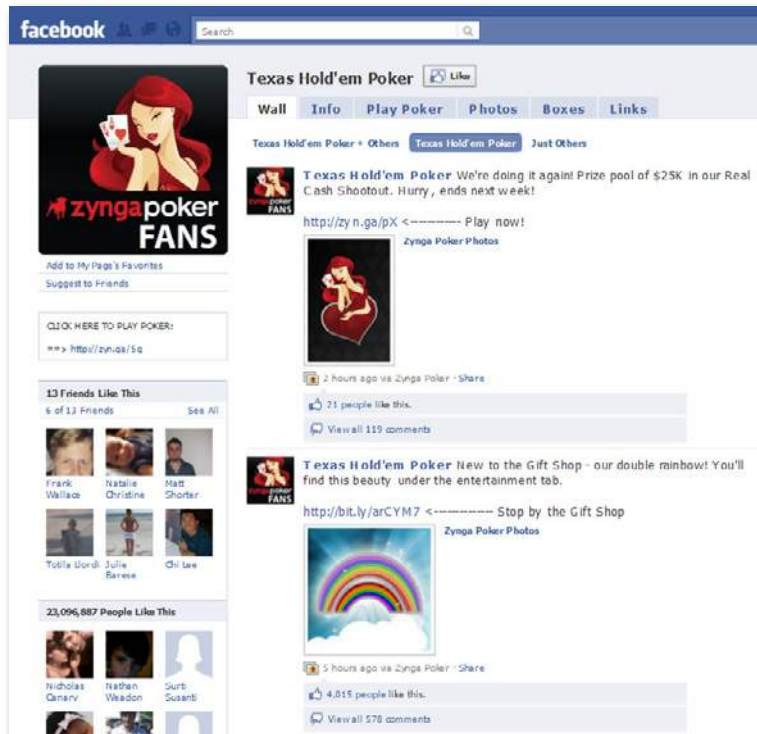 facebook
Search
Texas Hold'em Poker Like
Wall Info Play Poker Photos Boxes Links
Texas Hold'em Poker + Others Texas Hold'em Poker Just Others
zyngapoker
FANS
Add to My Page's Favorites
Suggest to Friends
CLICK HERE TO PLAY POKER:
==> http://zyn.ga/5q
13 Friends Like This
6 of 13 Friends See All
Frank Wallace
Natalie Christine
Matt Shorter
Julie Barese
Chi Lee
23,096,887 People Like This
Nicholas Canary
Nathan Weadon
Surti Susanti
zyngapoker
FANS
Texas Hold'em Poker We're doing it again! Prize pool of $25K in our Real
Cash Shootout. Hurry, ends next week!
http://zyn.ga/pX <------------ Play now!
Zynga Poker Photos
2 hours ago via Zynga Poker · Share
21 people like this.
View all 119 comments
zyngapoker
FANS
Texas Hold'em Poker New to the Gift Shop - our double rainbow! You'll
find this beauty under the entertainment tab.
http://bit.ly/arCYM7 <--------------- Stop by the Gift Shop
Zynga Poker Photos
5 hours ago via Zynga Poker · Share
4,815 people like this.
View all 578 comments